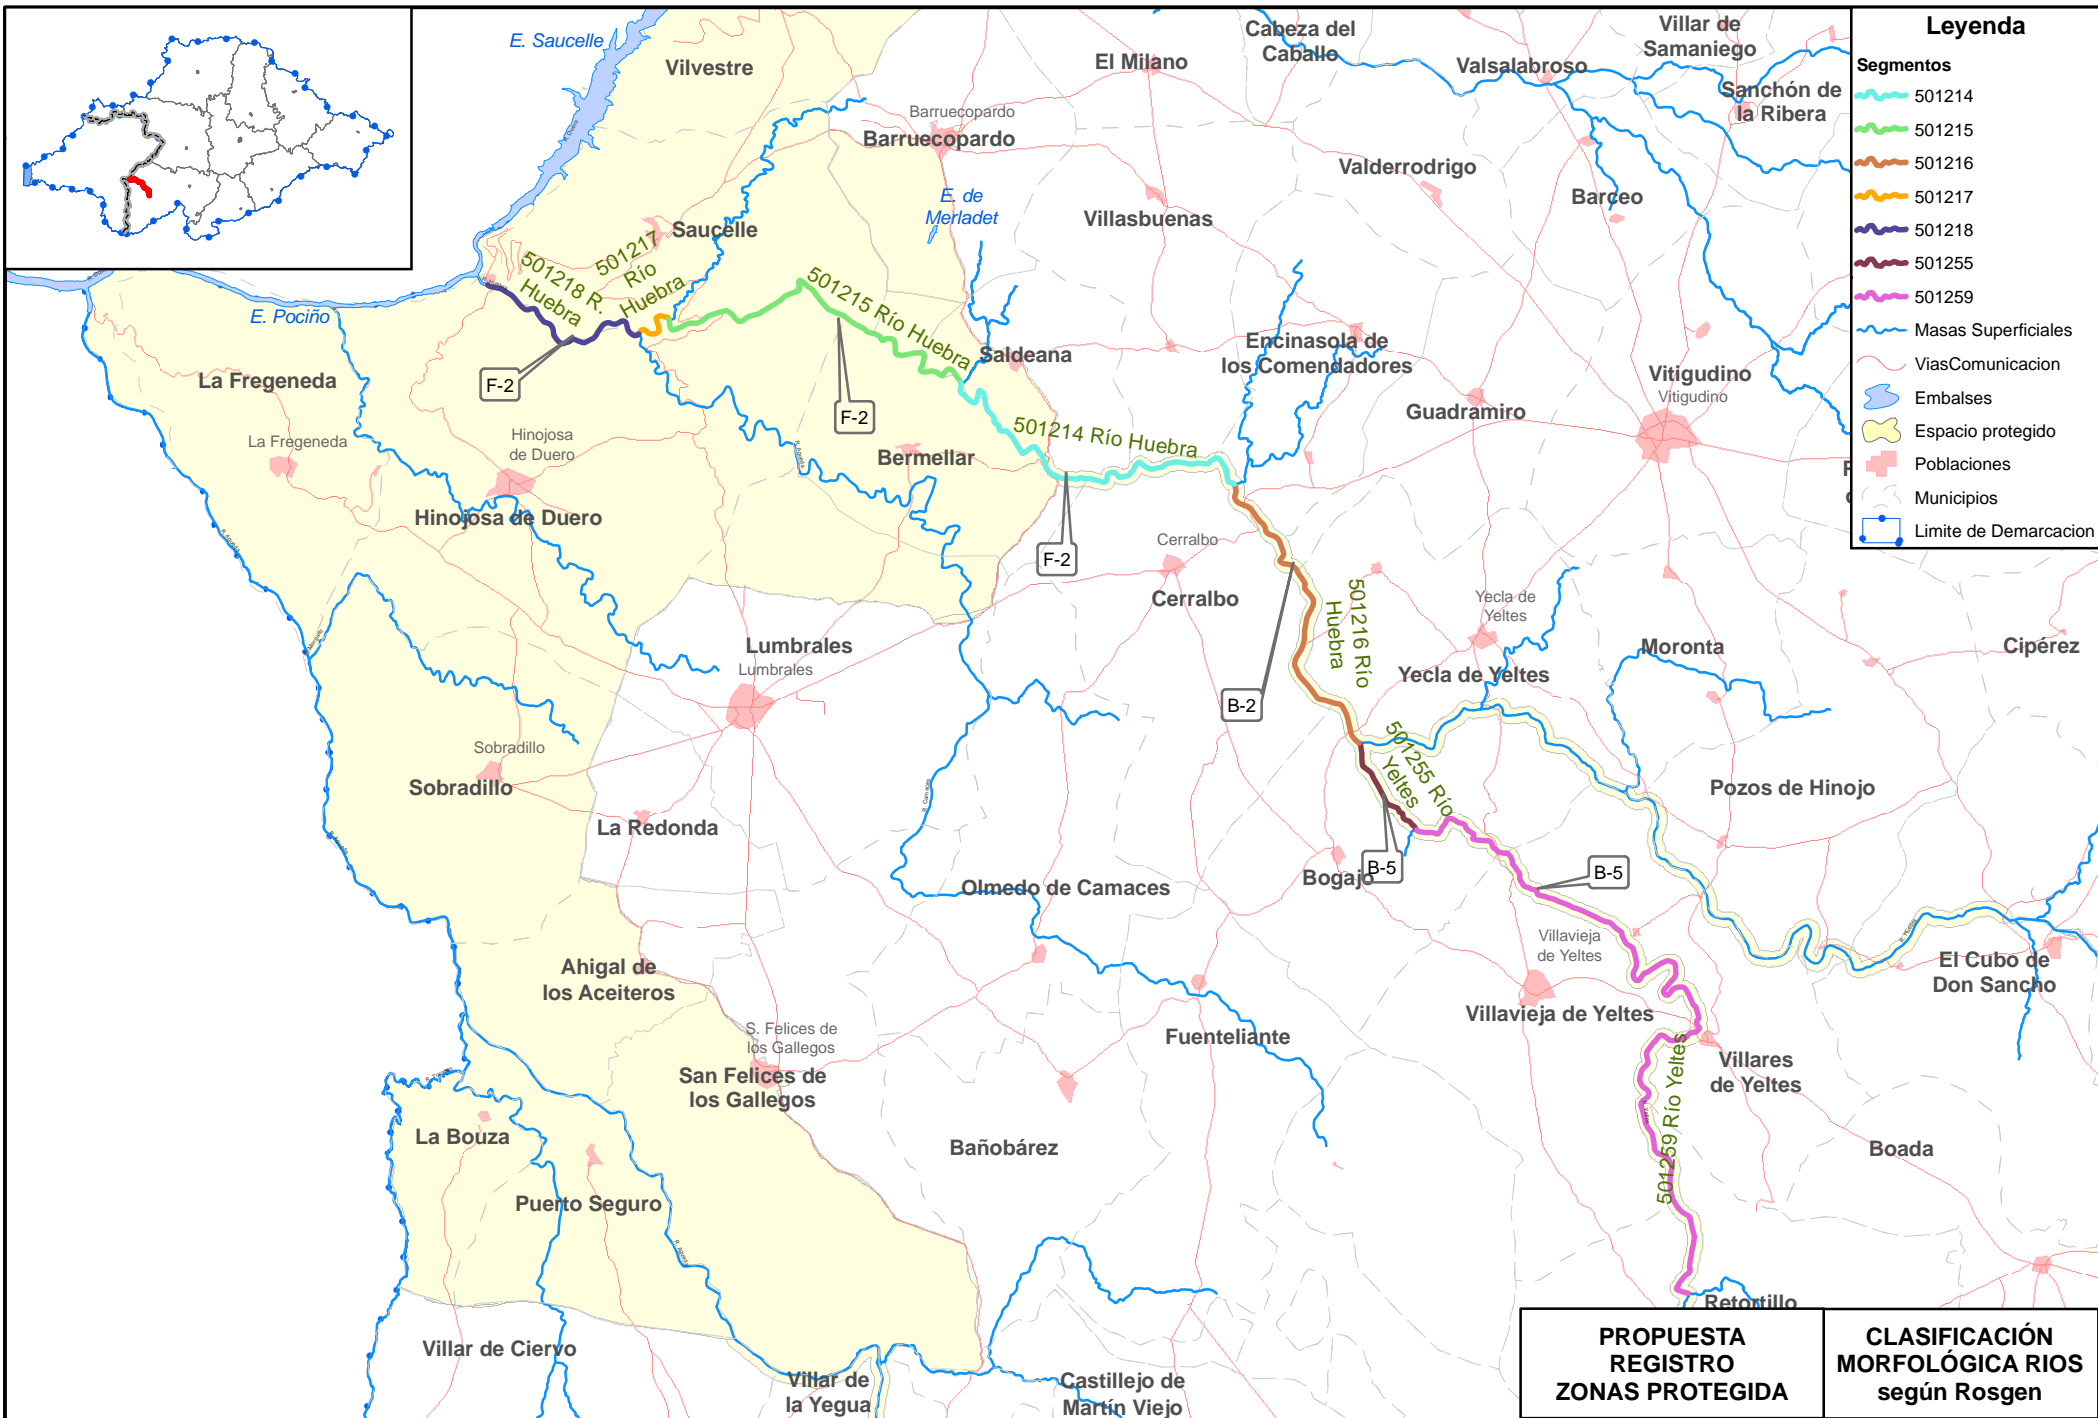 E. Saucelle
Vilvestre
El Milano
Cabeza del
Caballo
Villar de
Samaniego
Valsalabroso
Sanchón de
la Ribera
Barruecopardo
Barruecopardo
Valderrodrigo
Barceo
E. de
Merladet
Villasbuenas
Saucelle
501217
Río
Huebra
501218 R.
Huebra
501215 Río Huebra
E. Pociño
Saldeana
Encinasola de
los Comendadores
Vitigudino
Vitigudino
Guadramiro
La Fregeneda
La Fregeneda
F-2
F-2
501214 Río Huebra
Hinojosa
de Duero
Bermellar
Hinojosa de Duero
F-2
Cerralbo
Cerralbo
501216 Río
Huebra
Yecla de
Yeltes
Yecla de Yeltes
Moronta
Cipérez
Lumbrales
Lumbrales
B-2
Sobradillo
Sobradillo
501255 Río
Yeltes
Pozos de Hinojo
La Redonda
R. Camaces
Olmedo de Camaces
Bogajo
B-5
B-5
Villavieja
de Yeltes
Villavieja de Yeltes
El Cubo de
Don Sancho
Ahigal de
los Aceiteros
S. Felices de
los Gallegos
San Felices de
los Gallegos
Fuenteliante
Villares
de Yeltes
501259 Río Yeltes
La Bouza
Bañobárez
Boada
Puerto Seguro
R. Agueda
R. Agueda
R. Agueda
Retortillo
Villar de Ciervo
Villar de
la Yegua
Castillejo de
Martín Viejo
Leyenda
Segmentos
501214
501215
501216
501217
501218
501255
501259
Masas Superficiales
ViasComunicacion
Embalses
Espacio protegido
Poblaciones
Municipios
Limite de Demarcacion
PROPUESTA
REGISTRO
ZONAS PROTEGIDA
CLASIFICACIÓN
MORFOLÓGICA RIOS
según Rosgen